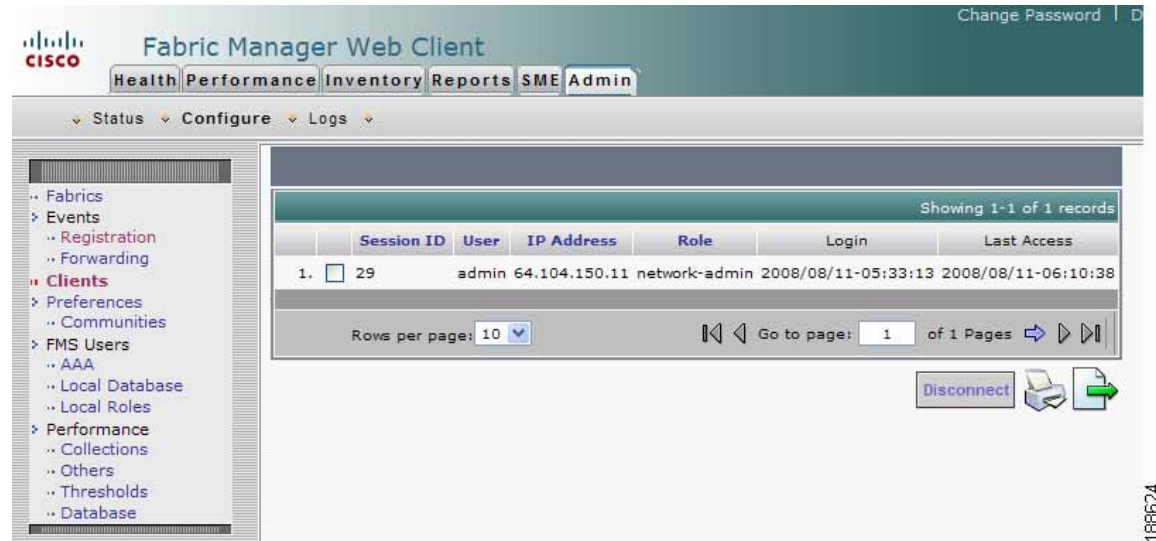 Change Password | D
CISCO
Fabric Manager Web Client
Health Performance Inventory Reports SME Admin
Status Configure Logs
Fabrics
Events
Registration
Forwarding
Clients
Preferences
Communities
FMS Users
AAA
Local Database
Local Roles
Performance
Collections
Others
Thresholds
Database
Showing 1-1 of 1 records
Session ID User IP Address Role Login Last Access
1. 29 admin 64.104.150.11 network-admin 2008/08/11-05:33:13 2008/08/11-06:10:38
Rows per page: 10 Go to page: 1 of 1 Pages
Disconnect
188624